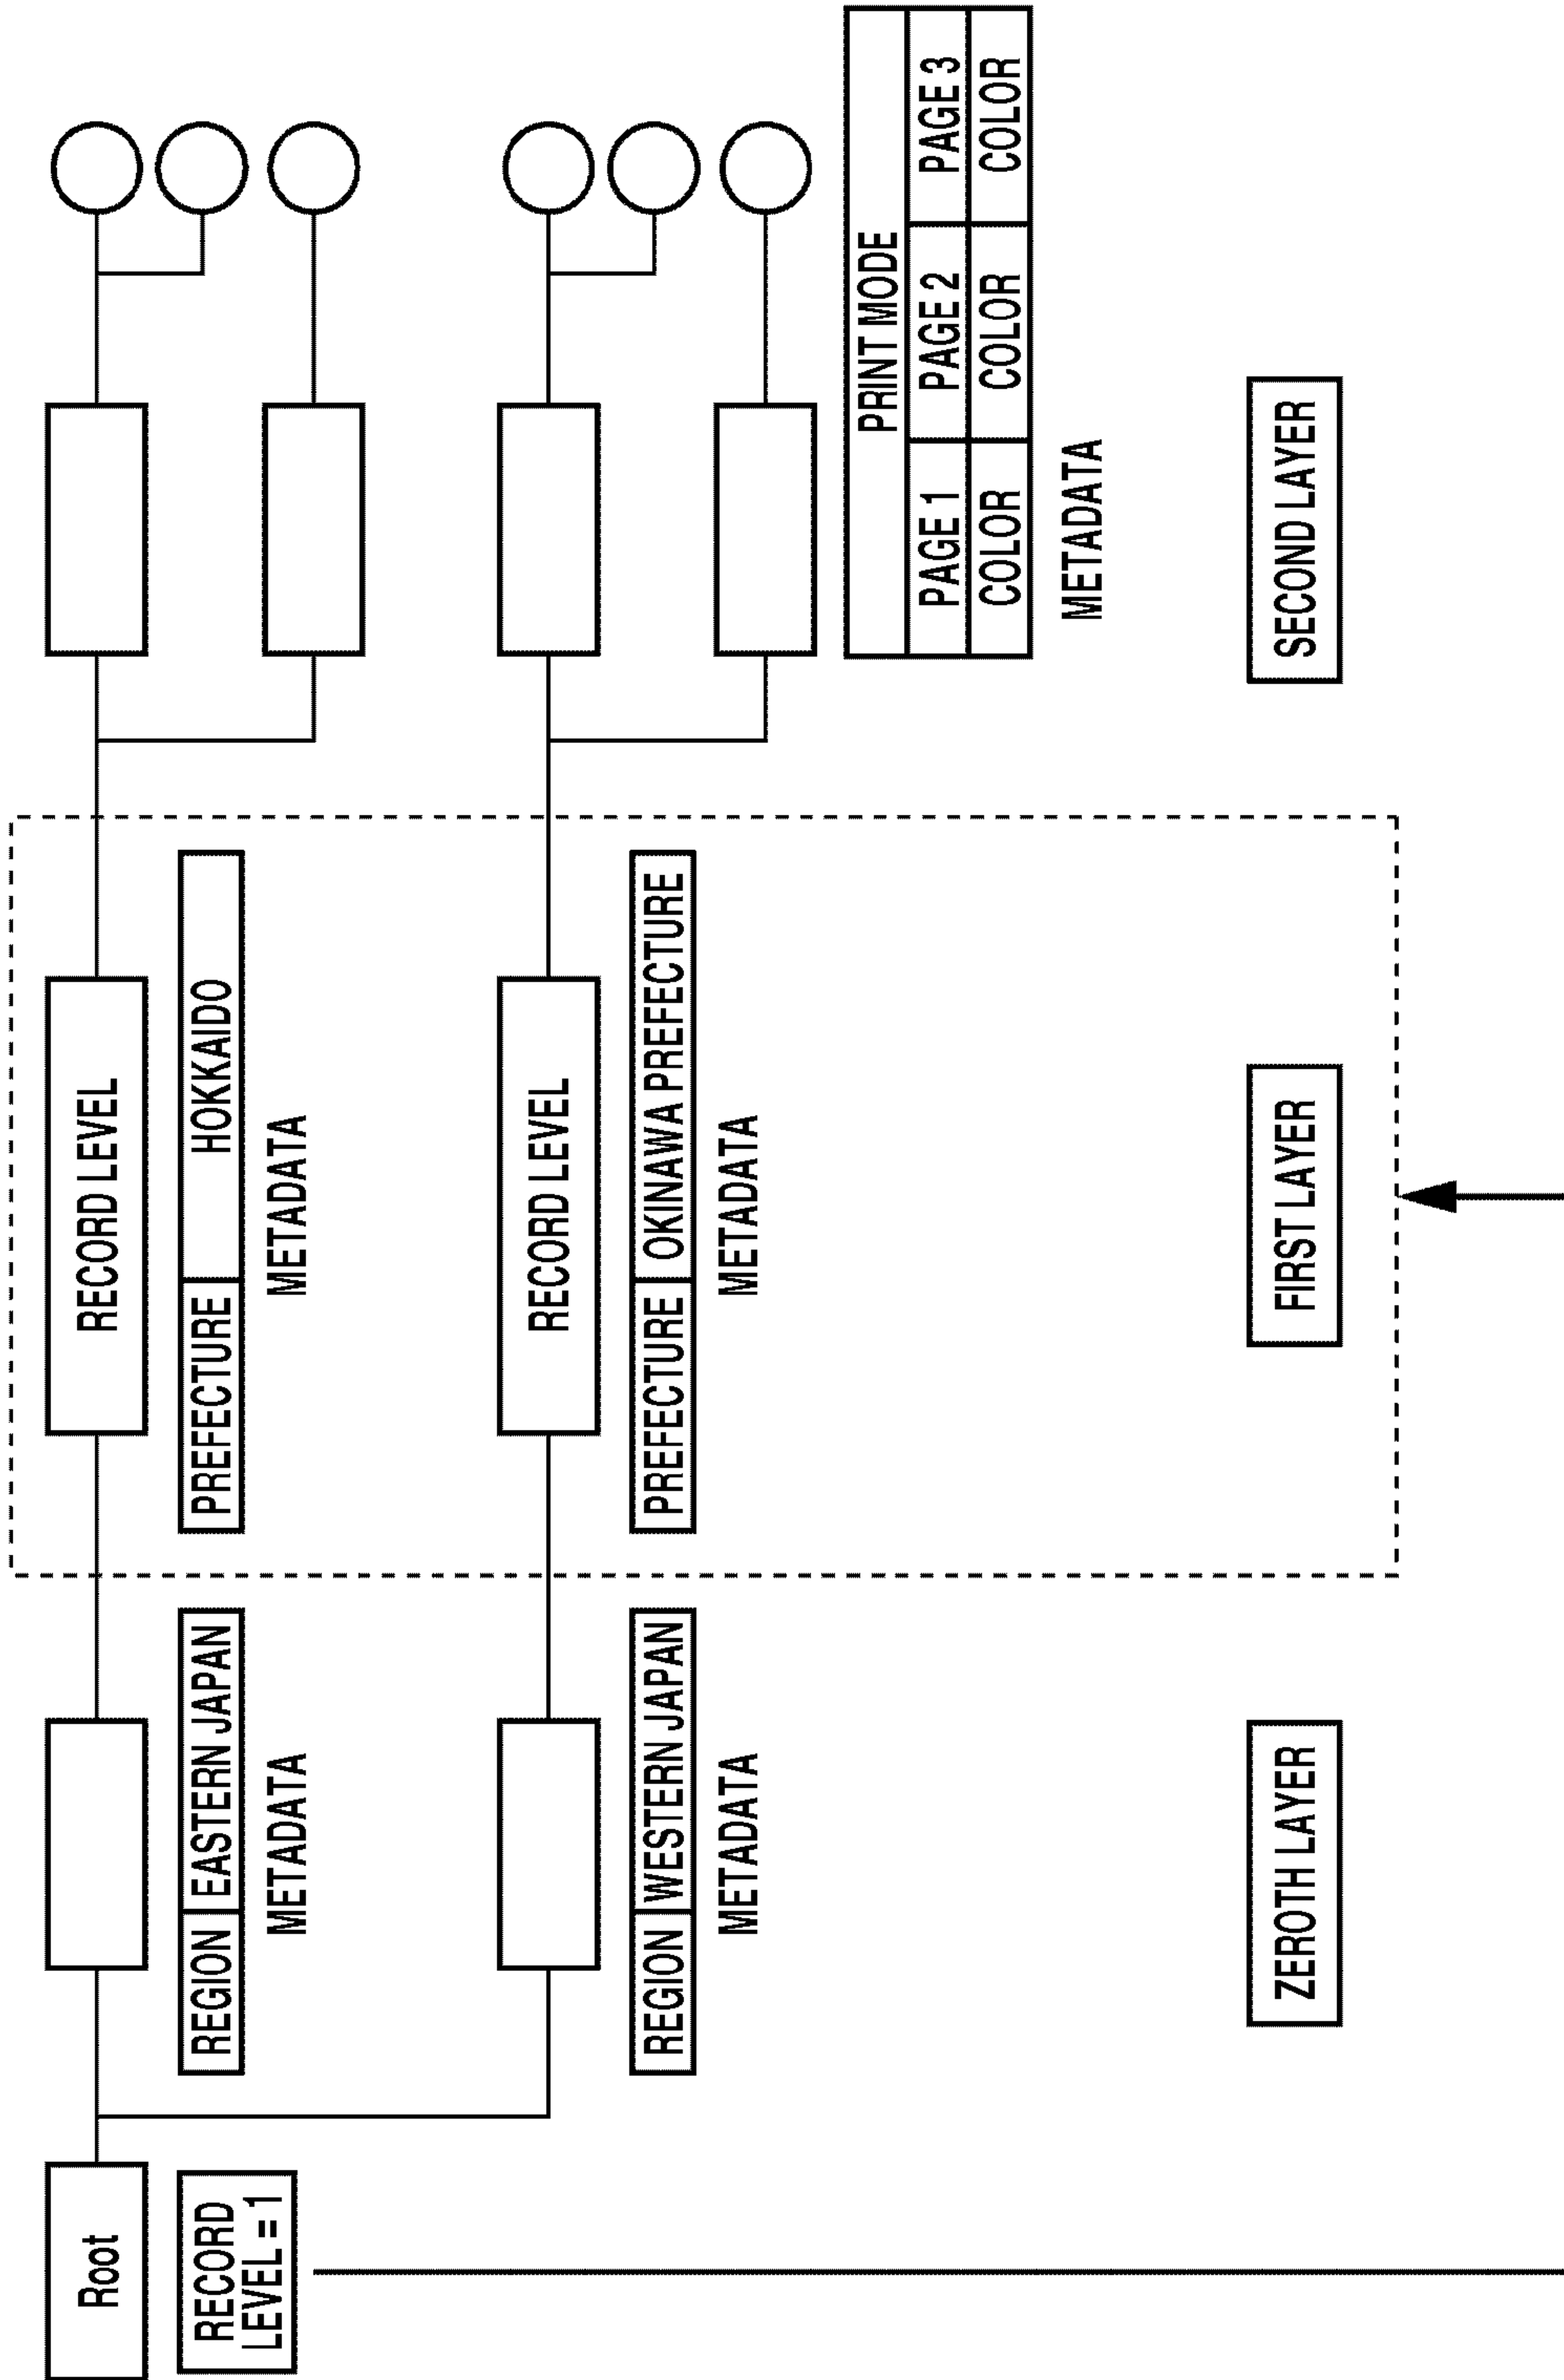 Root
RECORD
LEVEL = 1
REGION EASTERN JAPAN
METADATA
RECORD LEVEL
PREFECTURE HOKKAIDO
METADATA
REGION WESTERN JAPAN
METADATA
RECORD LEVEL
PREFECTURE OKINAWA PREFECTURE
METADATA
PRINT MODE
PAGE 1 PAGE 2 PAGE 3
COLOR COLOR COLOR
METADATA
ZEROTH LAYER
FIRST LAYER
SECOND LAYER